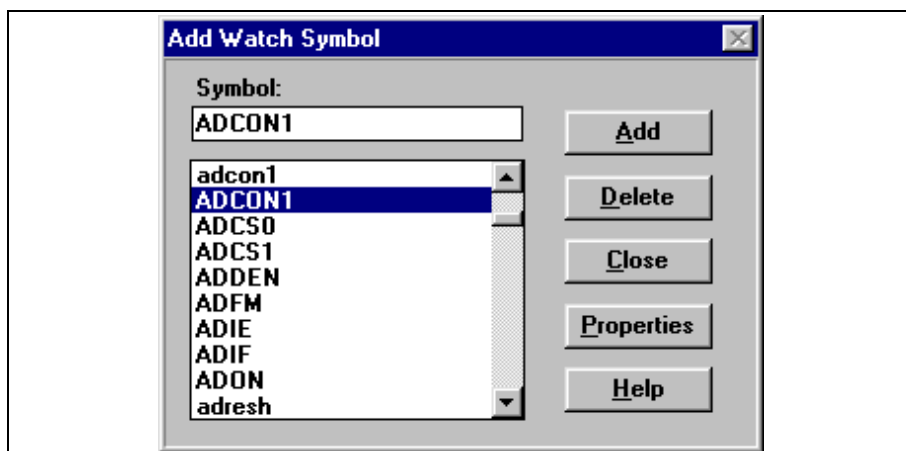 Add Watch Symbol
Symbol:
ADCON1
adcon1
ADCON1
ADCS0
ADCS1
ADDEN
ADFM
ADIE
ADIF
ADON
adresh
Add
Delete
Close
Properties
Help